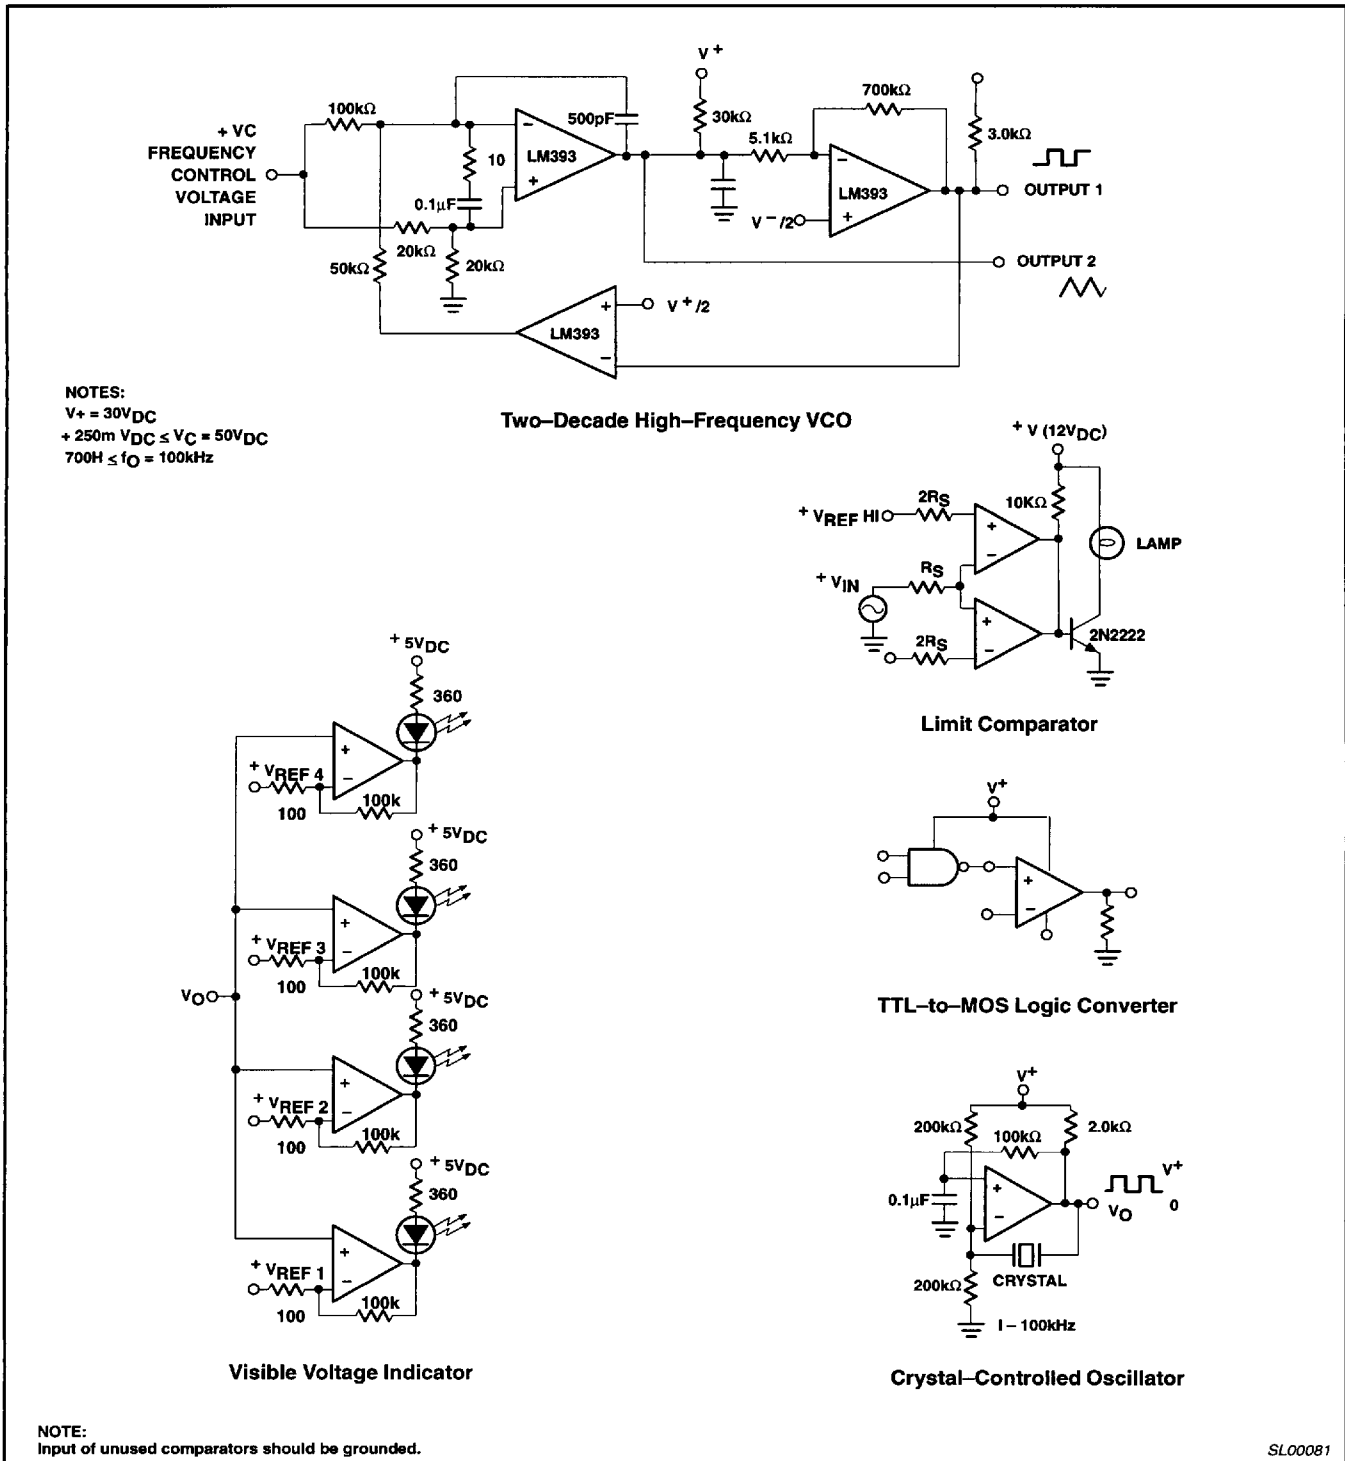 V+
100kΩ
500pF
30kΩ
700kΩ
3.0kΩ
5.1kΩ
+ VC
FREQUENCY
CONTROL
VOLTAGE
INPUT
10
0.1µF
−
LM393
+
−
LM393
+
V−/2
OUTPUT 1
20kΩ
20kΩ
50kΩ
OUTPUT 2
+
V+/2
LM393
−
NOTES:
V+ = 30VDC
+ 250m VDC ≤ VC = 50VDC
700H ≤ fO = 100kHz
Two–Decade High–Frequency VCO
+ V (12VDC)
2RS
10KΩ
+ VREF HI
+
−
LAMP
RS
+ VIN
+
−
2N2222
2RS
Limit Comparator
+ 5VDC
360
+
−
+ VREF 4
100
100k
+ 5VDC
360
+
−
+ VREF 3
100
100k
VO
+ 5VDC
360
+
−
+ VREF 2
100
100k
+ 5VDC
360
+
−
+ VREF 1
100
100k
Visible Voltage Indicator
V+
+
−
TTL–to–MOS Logic Converter
V+
200kΩ
100kΩ
2.0kΩ
+
−
0.1µF
V+
0
VO
CRYSTAL
200kΩ
I – 100kHz
Crystal–Controlled Oscillator
NOTE:
Input of unused comparators should be grounded.
SL00081